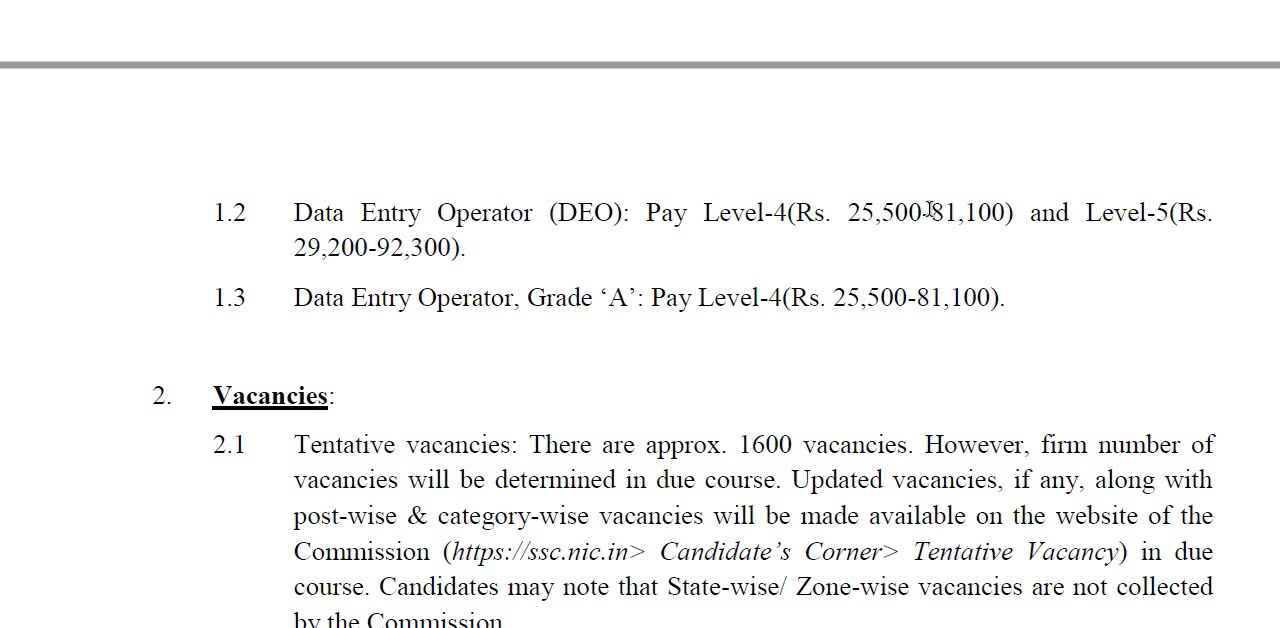 1.2 Data Entry Operator (DEO): Pay Level-4(Rs. 25,500-81,100) and Level-5(Rs.
29,200-92,300).
1.3 Data Entry Operator, Grade ‘A’: Pay Level-4(Rs. 25,500-81,100).
2. Vacancies:
2.1 Tentative vacancies: There are approx. 1600 vacancies. However, firm number of
vacancies will be determined in due course. Updated vacancies, if any, along with
post-wise & category-wise vacancies will be made available on the website of the
Commission (https://ssc.nic.in> Candidate’s Corner> Tentative Vacancy) in due
course. Candidates may note that State-wise/ Zone-wise vacancies are not collected
by the Commission